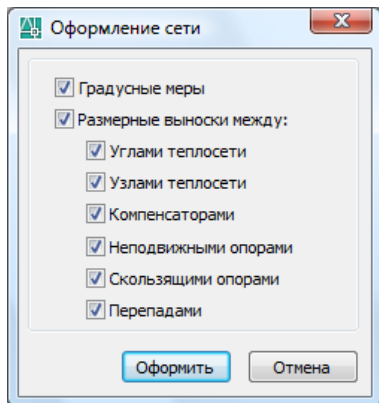 Оформление сети
Градусные меры
Размерные выноски между:
Углами теплосети
Узлами теплосети
Компенсаторами
Неподвижными опорами
Скользящими опорами
Перепадами
Оформить Отмена